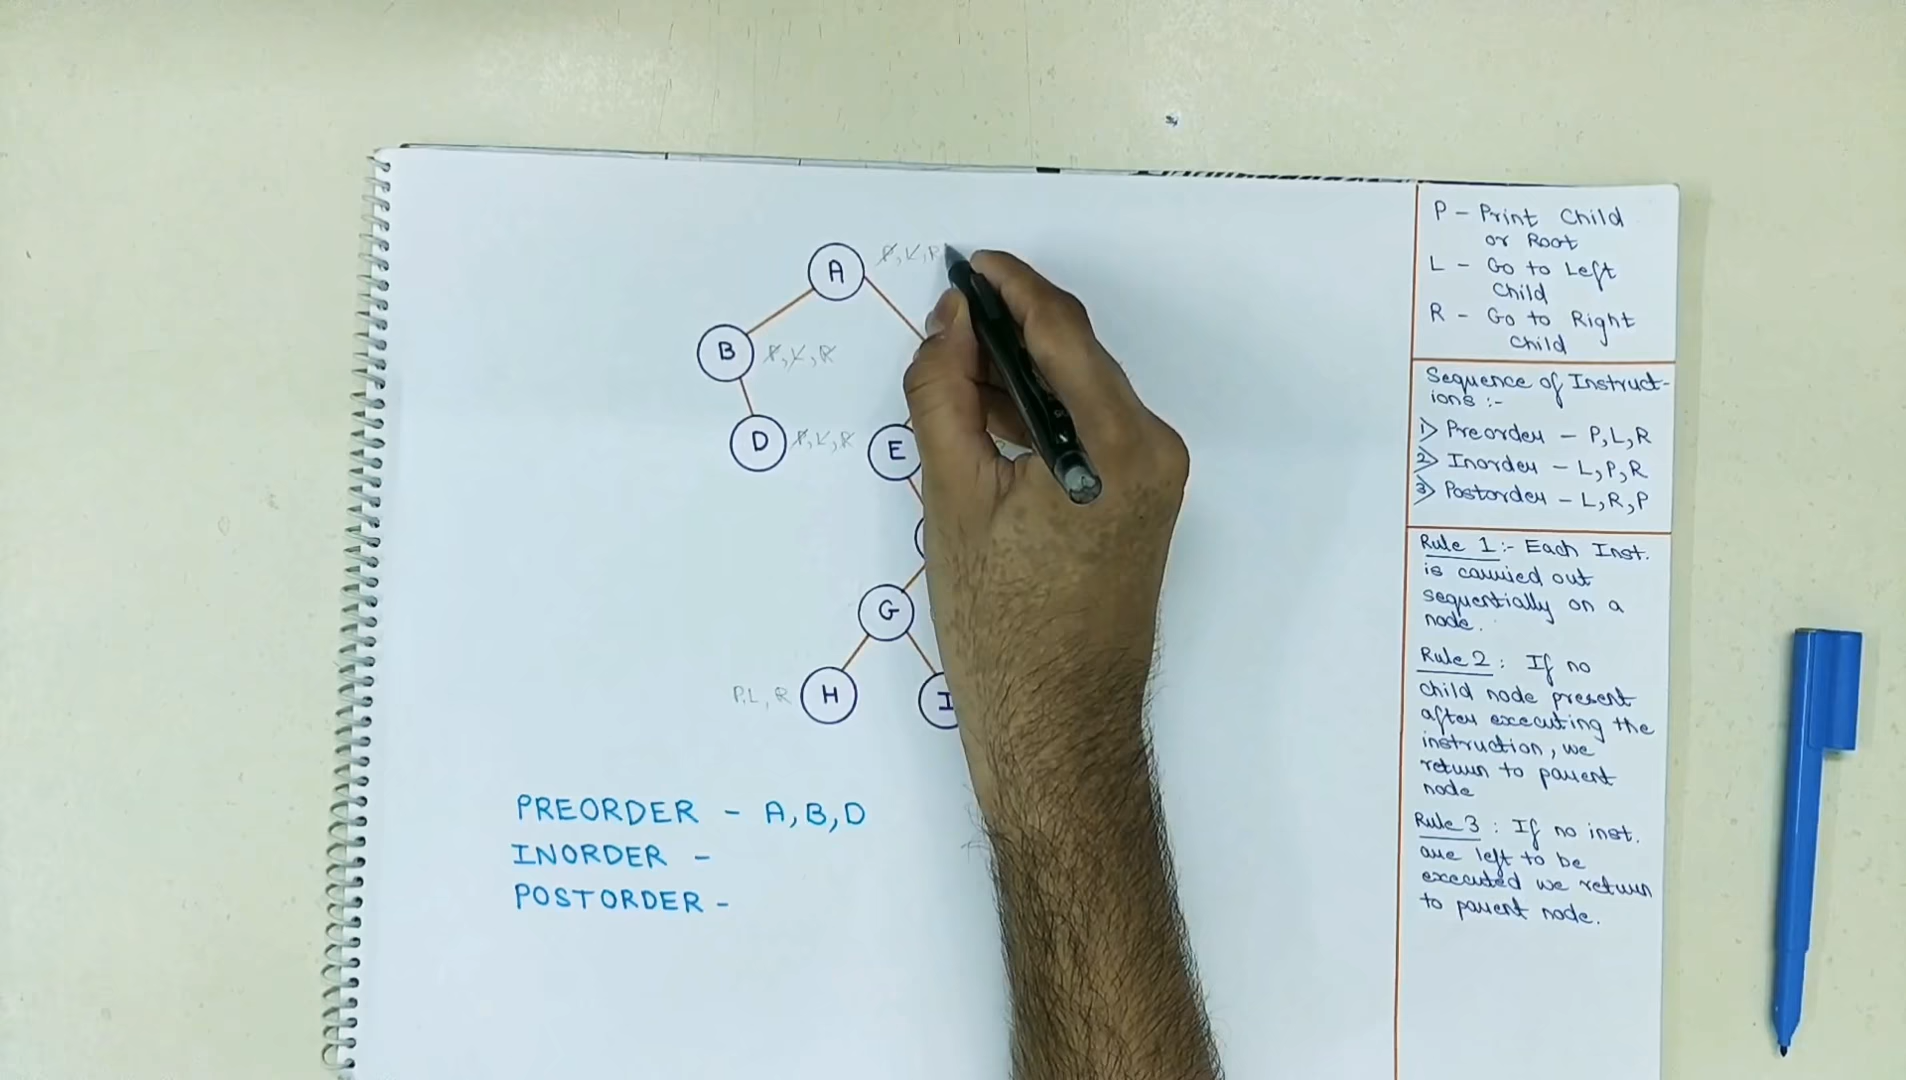 A P, L, R
B P, L, R
D P, L, R
E
G
P, L, R H
I
PREORDER - A, B, D
INORDER -
POSTORDER -
P - Print Child
or Root
L - Go to Left
Child
R - Go to Right
Child
Sequence of Instruct-
ions :-
1> Preorder - P, L, R
2> Inorder - L, P, R
3> Postorder - L, R, P
Rule 1 :- Each Inst.
is carried out
sequentially on a
node.
Rule 2 : If no
child node present
after executing the
instruction, we
return to parent
node
Rule 3 : If no inst.
are left to be
executed we return
to parent node.